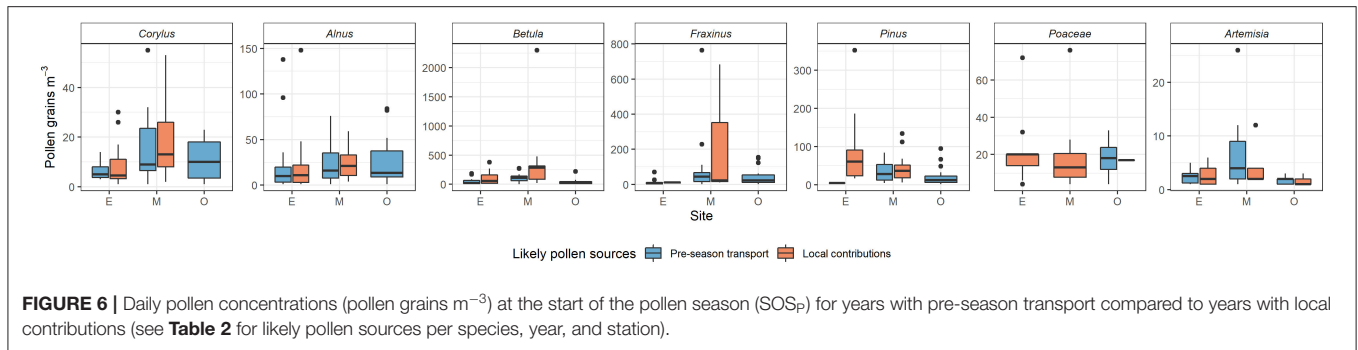 Corylus Alnus Betula Fraxinus Pinus Poaceae Artemisia
Pollen grains m⁻³
0 20 40
0 50 100 150
0 500 1000 1500 2000
0 200 400 600 800
0 100 200 300
20 40 60
0 10 20
E M O E M O E M O E M O E M O E M O E M O
Site
Likely pollen sources Pre-season transport Local contributions
FIGURE 6 | Daily pollen concentrations (pollen grains m⁻³) at the start of the pollen season (SOSP) for years with pre-season transport compared to years with local
contributions (see Table 2 for likely pollen sources per species, year, and station).